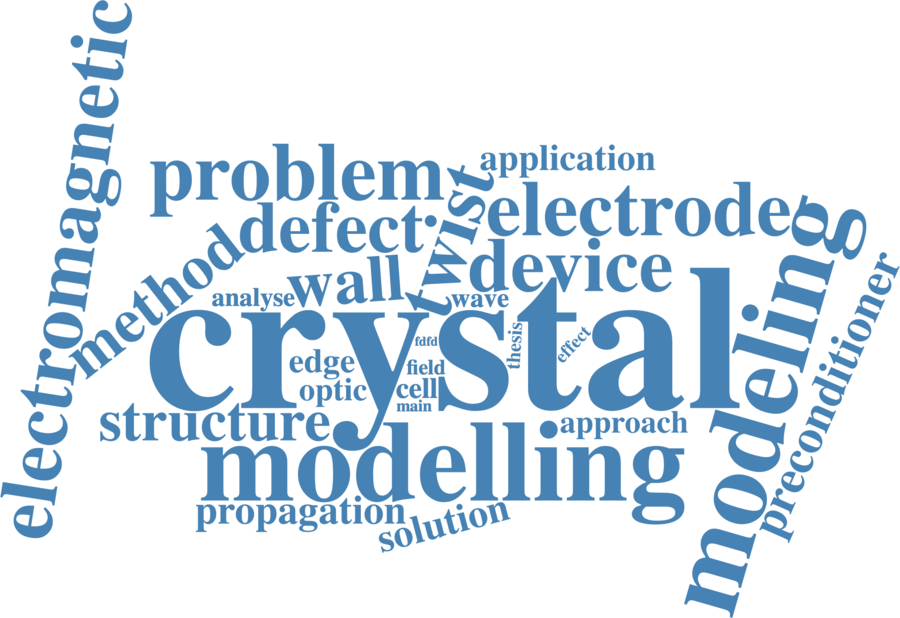 electromagnetic
problem
application
twist
electrode
defect
method
wall
device
modeling
preconditioner
analyse
wave
crystal
fdfd
thesis
effect
edge
field
optic
cell
main
structure
approach
modelling
propagation
solution